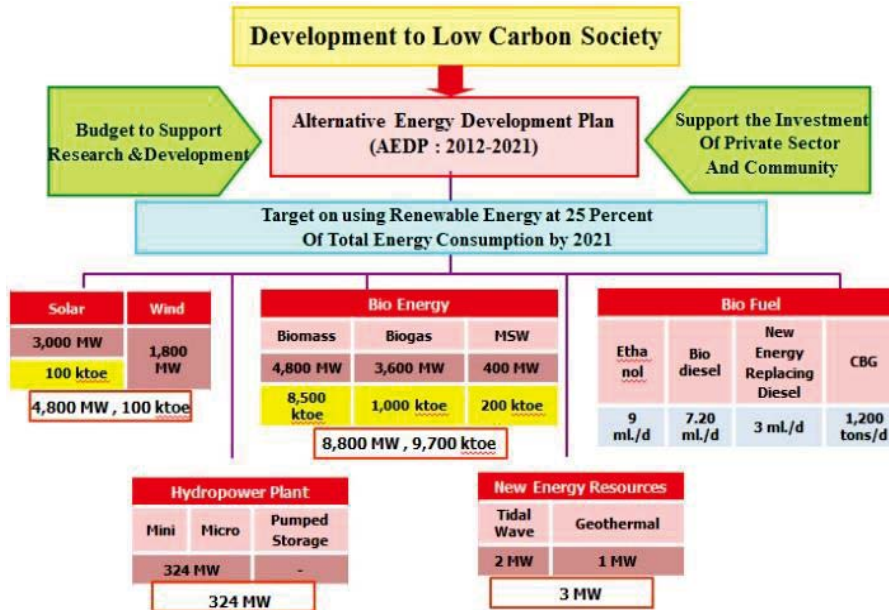 Development to Low Carbon Society
Budget to Support
Research &Development
Alternative Energy Development Plan
(AEDP : 2012-2021)
Support the Investment
Of Private Sector
And Community
Target on using Renewable Energy at 25 Percent
Of Total Energy Consumption by 2021
Solar Wind
3,000 MW
1,800
MW
100 ktoe
4,800 MW , 100 ktoe
Bio Energy
Biomass Biogas MSW
4,800 MW 3,600 MW 400 MW
8,500
ktoe
1,000 ktoe 200 ktoe
8,800 MW , 9,700 ktoe
Bio Fuel
Etha
nol
Bio
diesel
New
Energy
Replacing
Diesel
CBG
9
ml./d
7.20
ml./d
3 ml./d
1,200
tons/d
Hydropower Plant
Mini Micro
Pumped
Storage
324 MW -
324 MW
New Energy Resources
Tidal
Wave
Geothermal
2 MW 1 MW
3 MW